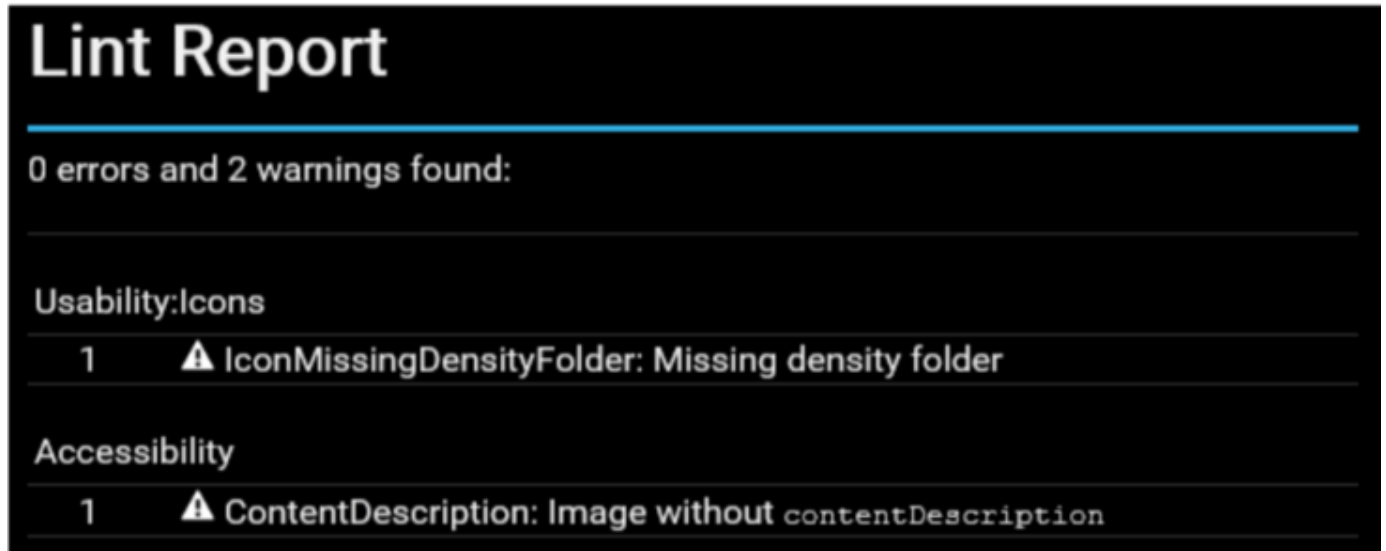 Lint Report
0 errors and 2 warnings found:
Usability:Icons
1 IconMissingDensityFolder: Missing density folder
Accessibility
1 ContentDescription: Image without contentDescription